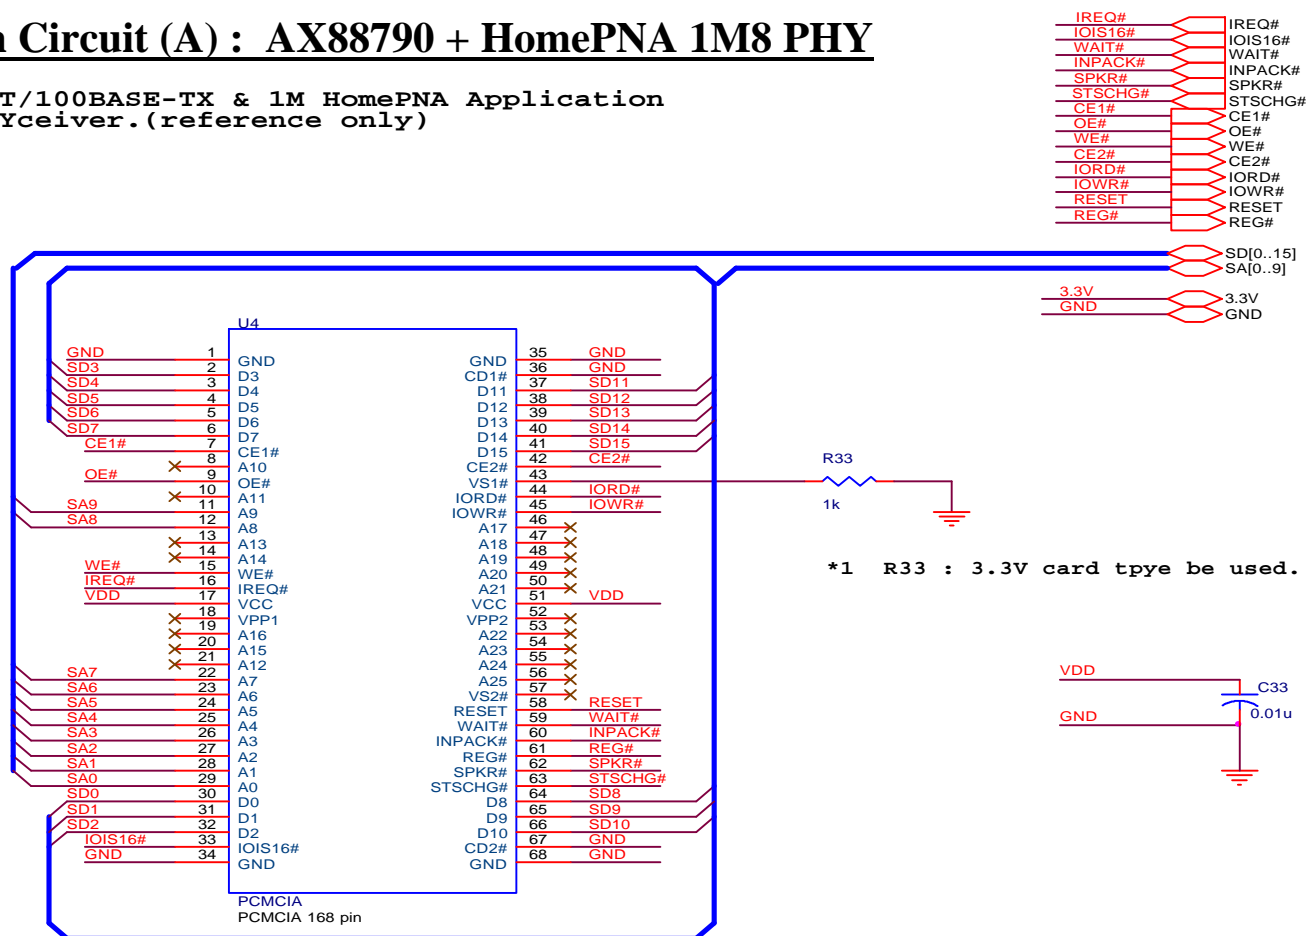 n Circuit (A) : AX88790 + HomePNA 1M8 PHY
T/100BASE-TX & 1M HomePNA Application
Yceiver.(reference only)
IREQ# IREQ#
IOIS16# IOIS16#
WAIT# WAIT#
INPACK# INPACK#
SPKR# SPKR#
STSCHG# STSCHG#
CE1# CE1#
OE# OE#
WE# WE#
CE2# CE2#
IORD# IORD#
IOWR# IOWR#
RESET RESET
REG# REG#
SD[0..15]
SA[0..9]
3.3V 3.3V
GND GND
U4
GND 1 GND GND 35 GND
SD3 2 D3 CD1# 36 GND
SD4 3 D4 D11 37 SD11
SD5 4 D5 D12 38 SD12
SD6 5 D6 D13 39 SD13
SD7 6 D7 D14 40 SD14
CE1# 7 CE1# D15 41 SD15
8 A10 CE2# 42 CE2#
OE# 9 OE# VS1# 43
10 A11 IORD# 44 IORD#
SA9 11 A9 IOWR# 45 IOWR#
SA8 12 A8 A17 46
13 A13 A18 47
14 A14 A19 48
WE# 15 WE# A20 49
IREQ# 16 IREQ# A21 50
VDD 17 VCC VCC 51 VDD
18 VPP1 VPP2 52
19 A16 A22 53
20 A15 A23 54
21 A12 A24 55
SA7 22 A7 A25 56
SA6 23 A6 VS2# 57
SA5 24 A5 RESET 58 RESET
SA4 25 A4 WAIT# 59 WAIT#
SA3 26 A3 INPACK# 60 INPACK#
SA2 27 A2 REG# 61 REG#
SA1 28 A1 SPKR# 62 SPKR#
SA0 29 A0 STSCHG# 63 STSCHG#
SD0 30 D0 D8 64 SD8
SD1 31 D1 D9 65 SD9
SD2 32 D2 D10 66 SD10
IOIS16# 33 IOIS16# CD2# 67 GND
GND 34 GND GND 68 GND
PCMCIA
PCMCIA 168 pin
R33
1k
*1 R33 : 3.3V card tpye be used.
VDD
C33
0.01u
GND